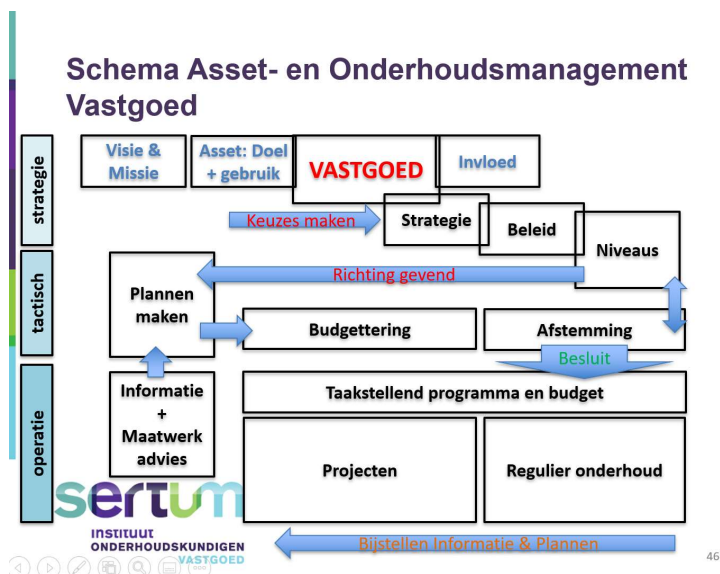 Schema Asset- en Onderhoudsmanagement
Vastgoed
strategie
Visie &
Missie
Asset: Doel
+ gebruik
VASTGOED
Invloed
Keuzes maken
Strategie
Beleid
Niveaus
tactisch
Richting gevend
Plannen
maken
Budgettering
Afstemming
Besluit
operatie
Informatie
+
Maatwerk
advies
Taakstellend programma en budget
Projecten
Regulier onderhoud
sertum
INSTITUUT
ONDERHOUDSKUNDIGEN
VASTGOED
Bijstellen Informatie & Plannen
46